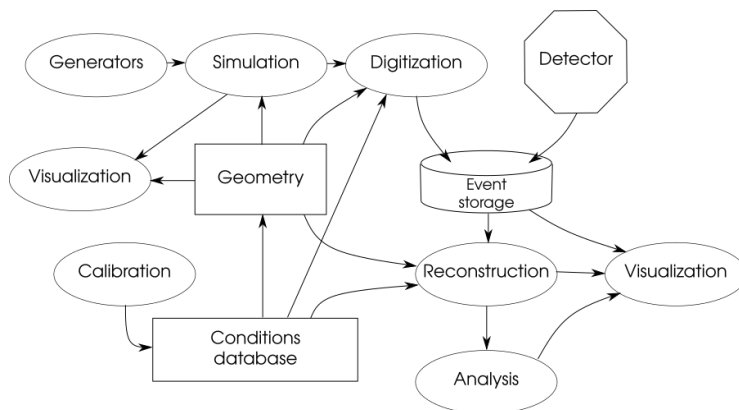 Generators
Simulation
Digitization
Detector
Visualization
Geometry
Event
storage
Calibration
Reconstruction
Visualization
Conditions
database
Analysis